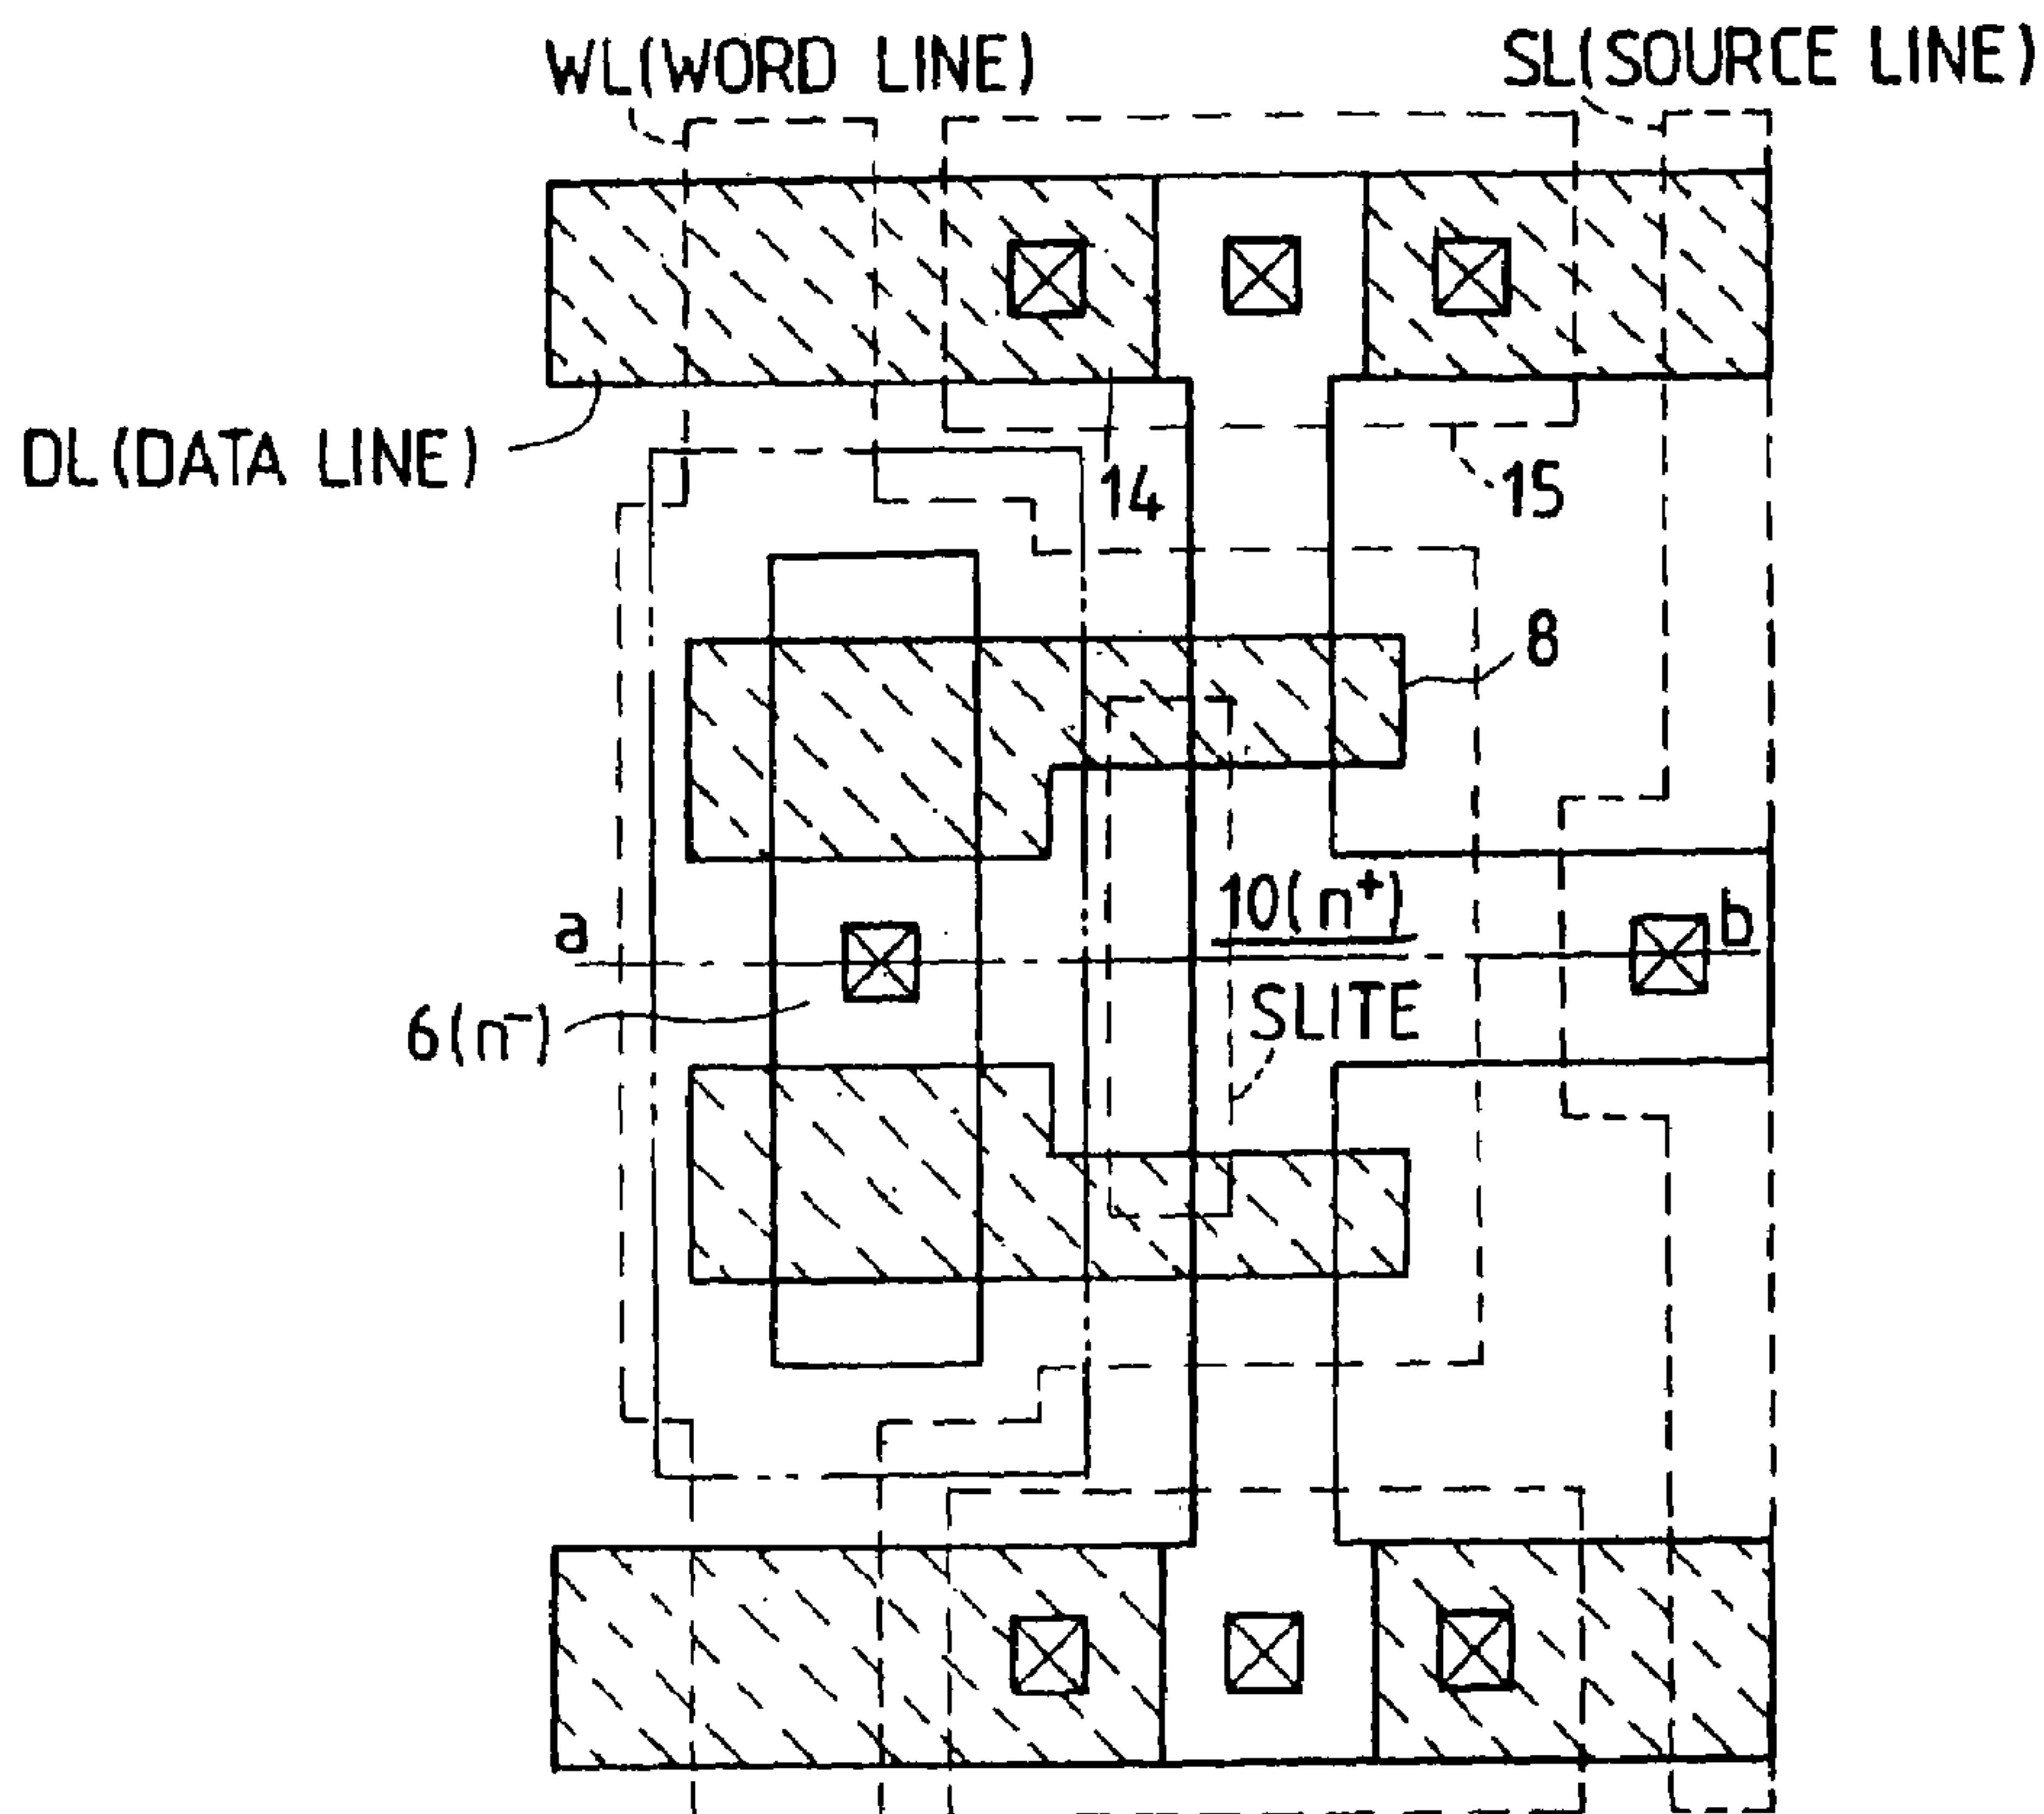 WL(WORD LINE)
SL(SOURCE LINE)
DL(DATA LINE)
14
15
8
10(n⁺)
a
b
SLITE
6(n⁻)